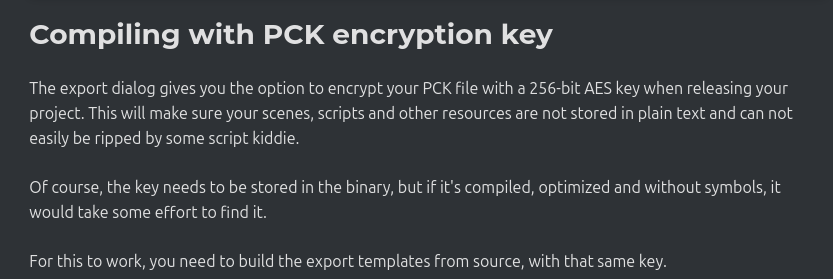 Compiling with PCK encryption key
The export dialog gives you the option to encrypt your PCK file with a 256-bit AES key when releasing your
project. This will make sure your scenes, scripts and other resources are not stored in plain text and can not
easily be ripped by some script kiddie.
Of course, the key needs to be stored in the binary, but if it's compiled, optimized and without symbols, it
would take some effort to find it.
For this to work, you need to build the export templates from source, with that same key.